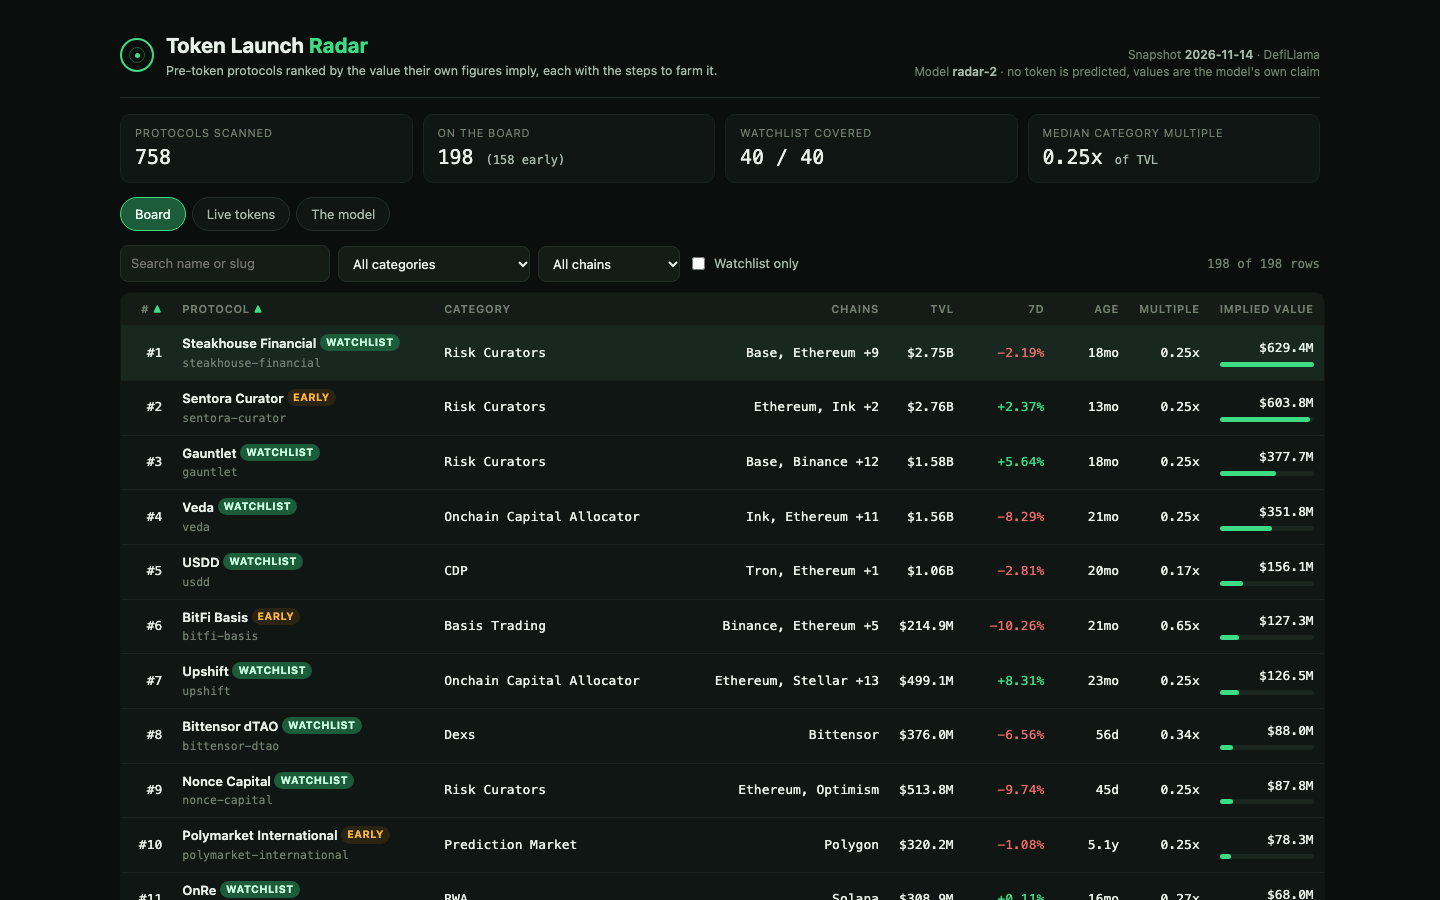 Token Launch Radar
Pre-token protocols ranked by the value their own figures imply, each with the steps to farm it.
Snapshot 2026-11-14 · DefiLlama
Model radar-2 · no token is predicted, values are the model's own claim
PROTOCOLS SCANNED
758
ON THE BOARD
198 (158 early)
WATCHLIST COVERED
40 / 40
MEDIAN CATEGORY MULTIPLE
0.25x of TVL
Board Live tokens The model
Search name or slug All categories All chains Watchlist only 198 of 198 rows
# ▲ PROTOCOL ▲ CATEGORY CHAINS TVL 7D AGE MULTIPLE IMPLIED VALUE
#1 Steakhouse Financial WATCHLIST Risk Curators Base, Ethereum +9 $2.75B −2.19% 18mo 0.25x $629.4M
steakhouse-financial
#2 Sentora Curator EARLY Risk Curators Ethereum, Ink +2 $2.76B +2.37% 13mo 0.25x $603.8M
sentora-curator
#3 Gauntlet WATCHLIST Risk Curators Base, Binance +12 $1.58B +5.64% 18mo 0.25x $377.7M
gauntlet
#4 Veda WATCHLIST Onchain Capital Allocator Ink, Ethereum +11 $1.56B −8.29% 21mo 0.25x $351.8M
veda
#5 USDD WATCHLIST CDP Tron, Ethereum +1 $1.06B −2.81% 20mo 0.17x $156.1M
usdd
#6 BitFi Basis EARLY Basis Trading Binance, Ethereum +5 $214.9M −10.26% 21mo 0.65x $127.3M
bitfi-basis
#7 Upshift WATCHLIST Onchain Capital Allocator Ethereum, Stellar +13 $499.1M +8.31% 23mo 0.25x $126.5M
upshift
#8 Bittensor dTAO WATCHLIST Dexs Bittensor $376.0M −6.56% 56d 0.34x $88.0M
bittensor-dtao
#9 Nonce Capital WATCHLIST Risk Curators Ethereum, Optimism $513.8M −9.74% 45d 0.25x $87.8M
nonce-capital
#10 Polymarket International EARLY Prediction Market Polygon $320.2M −1.08% 5.1y 0.25x $78.3M
polymarket-international
#11 OnRe WATCHLIST RWA Solana $308.9M +0.11% 16mo 0.27x $68.0M